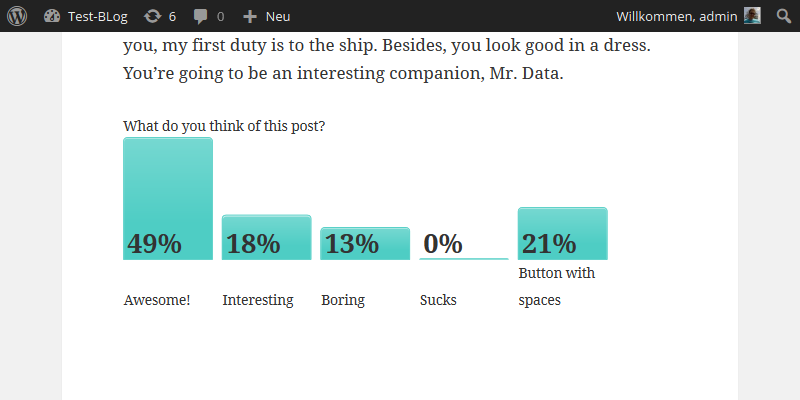 Test-BLog 6 0 Neu Willkommen, admin
you, my first duty is to the ship. Besides, you look good in a dress.
You’re going to be an interesting companion, Mr. Data.
What do you think of this post?
49% 18% 13% 0% 21%
Button with
Awesome! Interesting Boring Sucks spaces